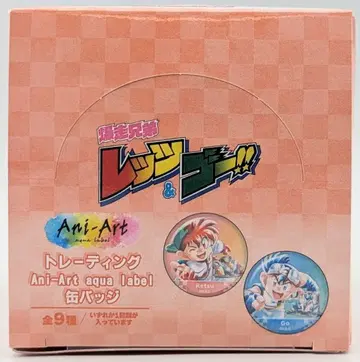 爆走兄弟
レッツ
&
ゴー!!
Ani-Art
aqua label
トレーディング
Ani-Art aqua label
缶バッジ
全9種
いずれか1種類が
入っています
Retsu
Go